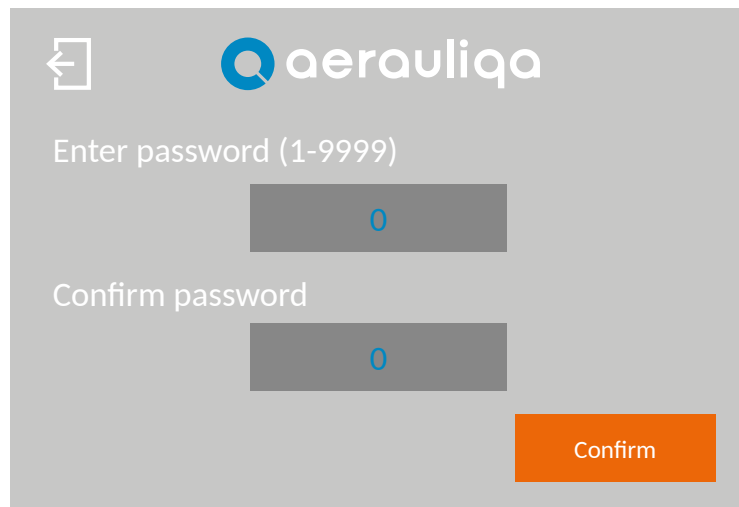 aerauliqa
Enter password (1-9999)
0
Confirm password
0
Confirm